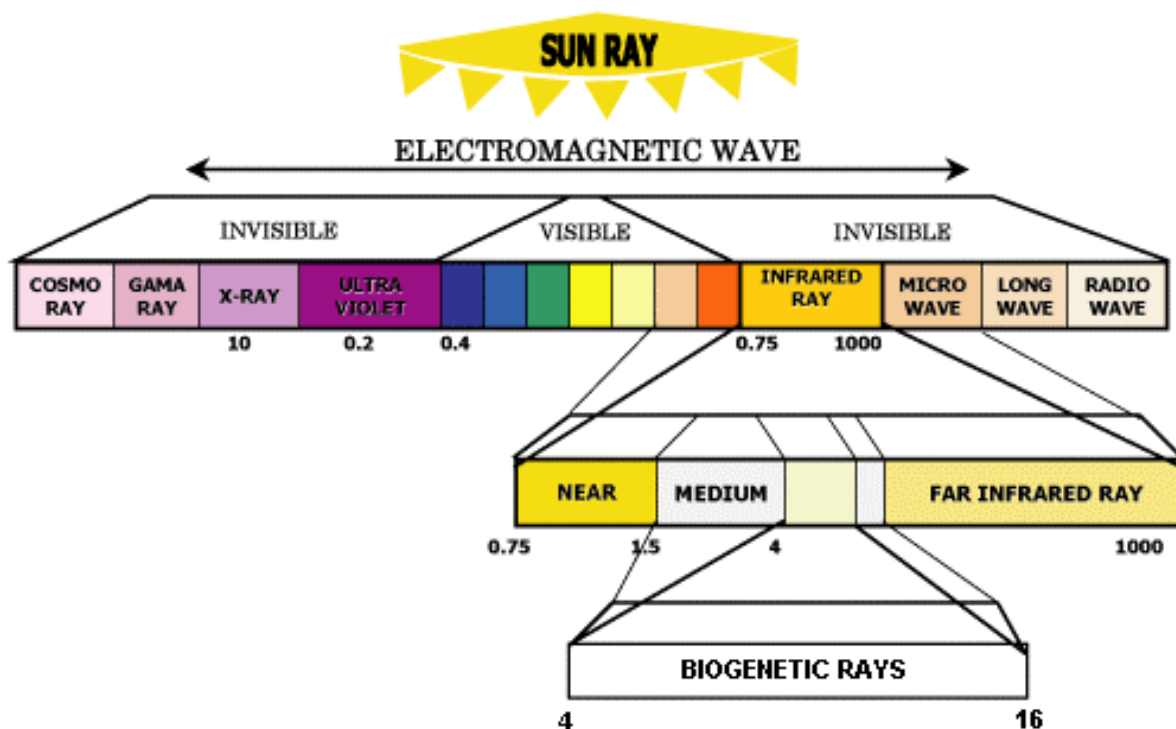 SUN RAY
ELECTROMAGNETIC WAVE
INVISIBLE VISIBLE INVISIBLE
COSMO RAY GAMA RAY X-RAY ULTRA VIOLET INFRARED RAY MICRO WAVE LONG WAVE RADIO WAVE
10 0.2 0.4 0.75 1000
NEAR MEDIUM FAR INFRARED RAY
0.75 1.5 4 1000
BIOGENETIC RAYS
4 16